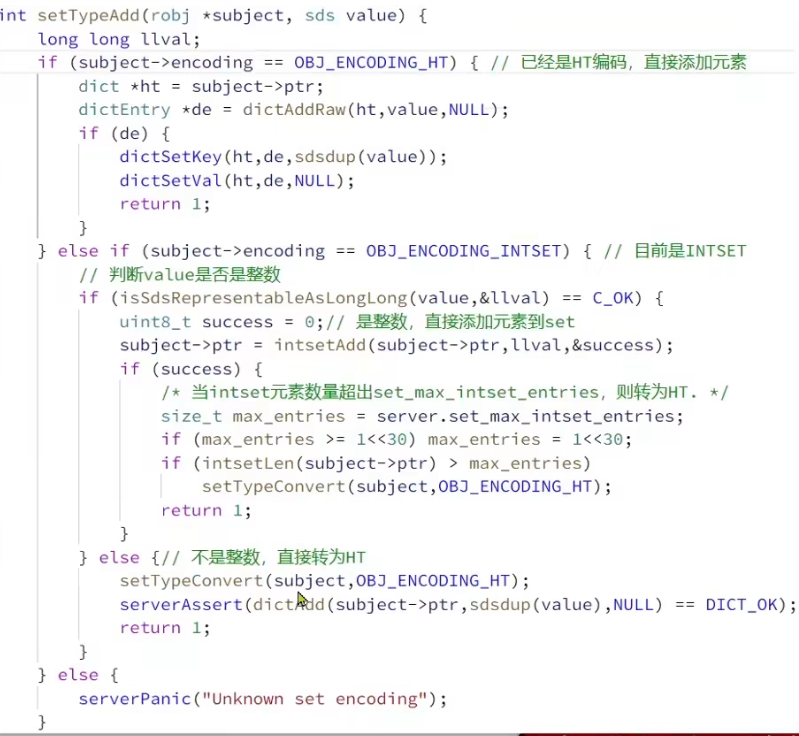 int setTypeAdd(robj *subject, sds value) {
    long long llval;
    if (subject->encoding == OBJ_ENCODING_HT) { // 已经是HT编码，直接添加元素
        dict *ht = subject->ptr;
        dictEntry *de = dictAddRaw(ht,value,NULL);
        if (de) {
            dictSetKey(ht,de,sdsdup(value));
            dictSetVal(ht,de,NULL);
            return 1;
        }
    } else if (subject->encoding == OBJ_ENCODING_INTSET) { // 目前是INTSET
        // 判断value是否是整数
        if (isSdsRepresentableAsLongLong(value,&llval) == C_OK) {
            uint8_t success = 0;// 是整数，直接添加元素到set
            subject->ptr = intsetAdd(subject->ptr,llval,&success);
            if (success) {
                /* 当intset元素数量超出set_max_intset_entries，则转为HT. */
                size_t max_entries = server.set_max_intset_entries;
                if (max_entries >= 1<<30) max_entries = 1<<30;
                if (intsetLen(subject->ptr) > max_entries)
                    setTypeConvert(subject,OBJ_ENCODING_HT);
                return 1;
            }
        } else {// 不是整数，直接转为HT
            setTypeConvert(subject,OBJ_ENCODING_HT);
            serverAssert(dictAdd(subject->ptr,sdsdup(value),NULL) == DICT_OK);
            return 1;
        }
    } else {
        serverPanic("Unknown set encoding");
    }